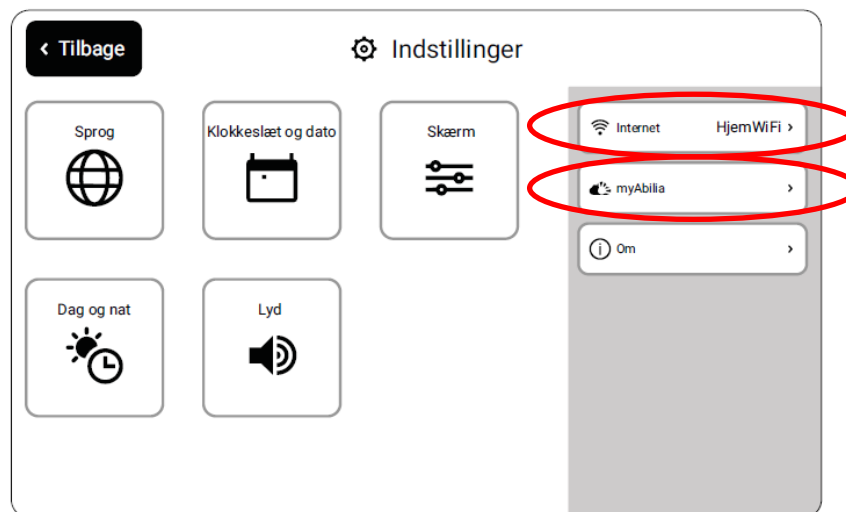 ‹ Tilbage
Indstillinger
Sprog
Klokkeslæt og dato
Skærm
Dag og nat
Lyd
Internet HjemWiFi ›
myAbilia ›
Om ›